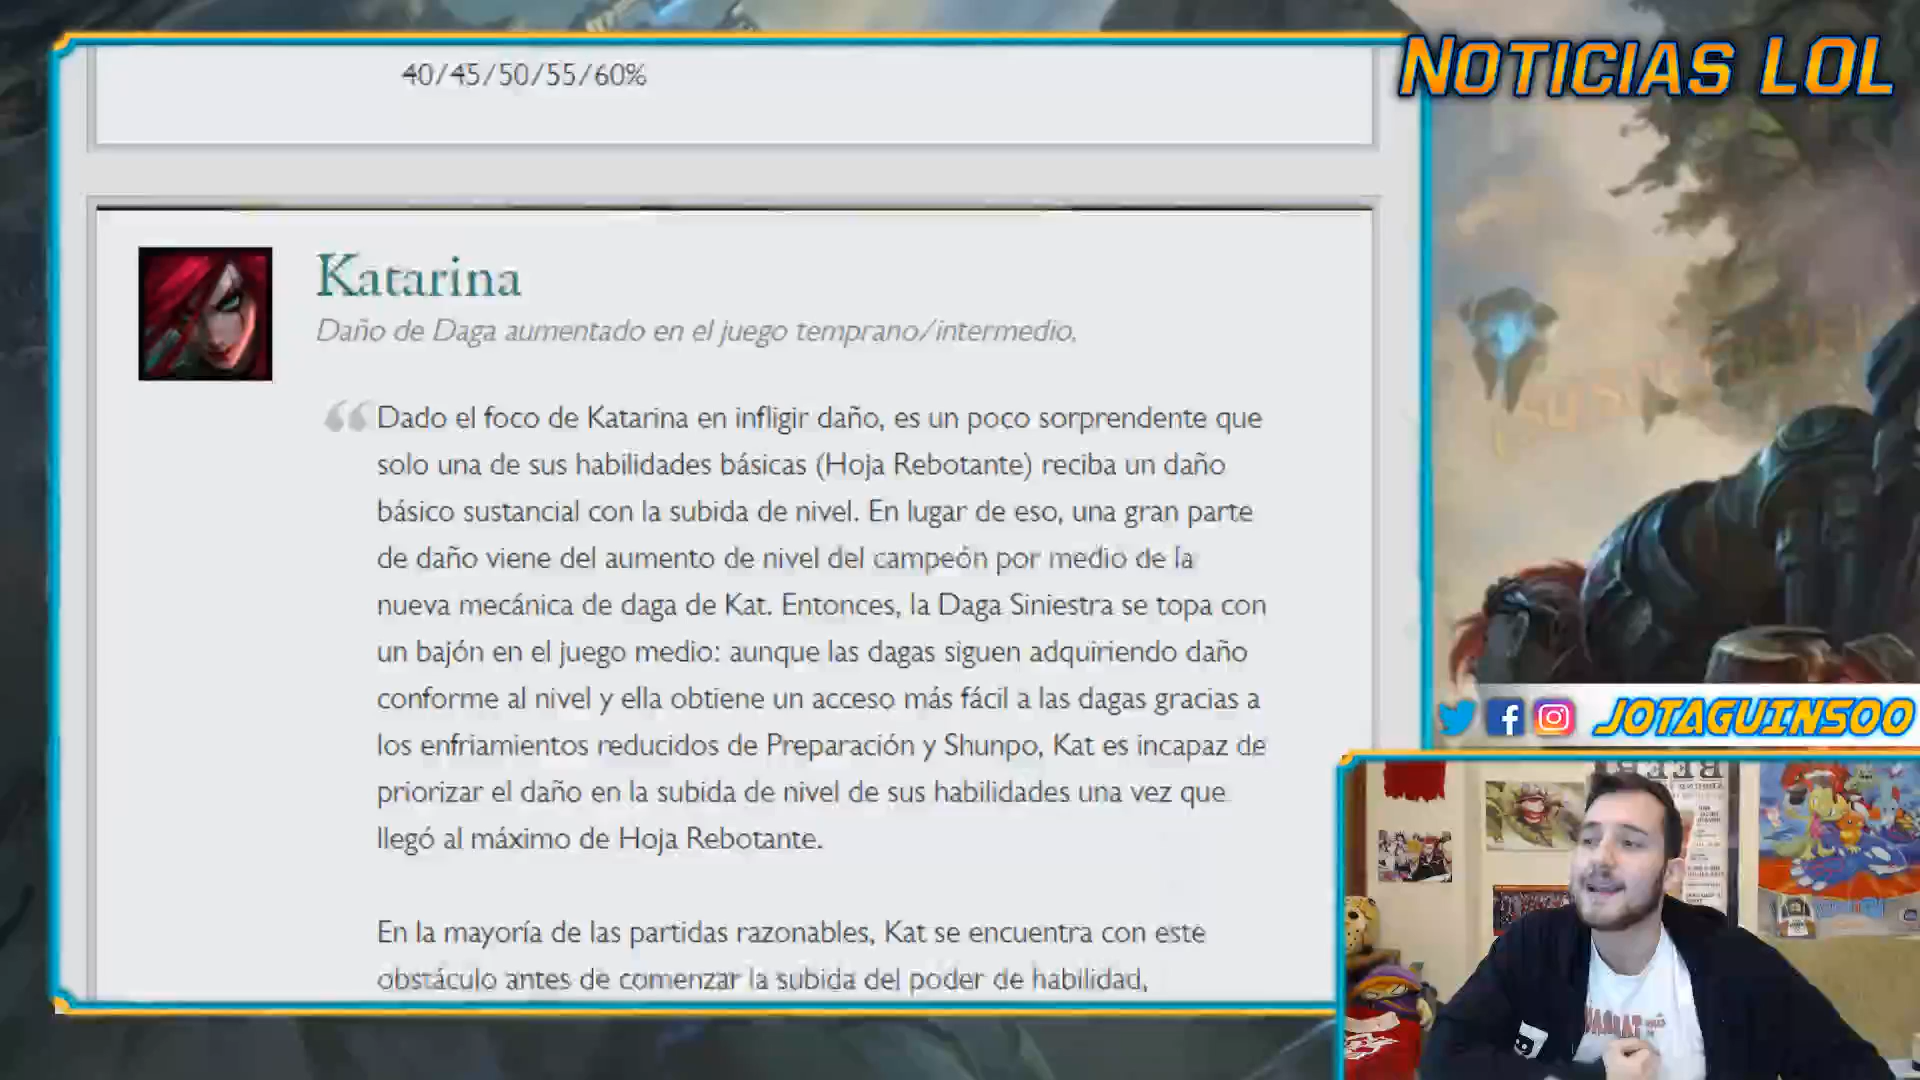 NOTICIAS LOL
40/45/50/55/60%
Katarina
Daño de Daga aumentado en el juego temprano/intermedio.
Dado el foco de Katarina en infligir daño, es un poco sorprendente que
solo una de sus habilidades básicas (Hoja Rebotante) reciba un daño
básico sustancial con la subida de nivel. En lugar de eso, una gran parte
de daño viene del aumento de nivel del campeón por medio de la
nueva mecánica de daga de Kat. Entonces, la Daga Siniestra se topa con
un bajón en el juego medio: aunque las dagas siguen adquiriendo daño
conforme al nivel y ella obtiene un acceso más fácil a las dagas gracias a
los enfriamientos reducidos de Preparación y Shunpo, Kat es incapaz de
priorizar el daño en la subida de nivel de sus habilidades una vez que
llegó al máximo de Hoja Rebotante.
En la mayoría de las partidas razonables, Kat se encuentra con este
obstáculo antes de comenzar la subida del poder de habilidad,
JOTAGUINSOO